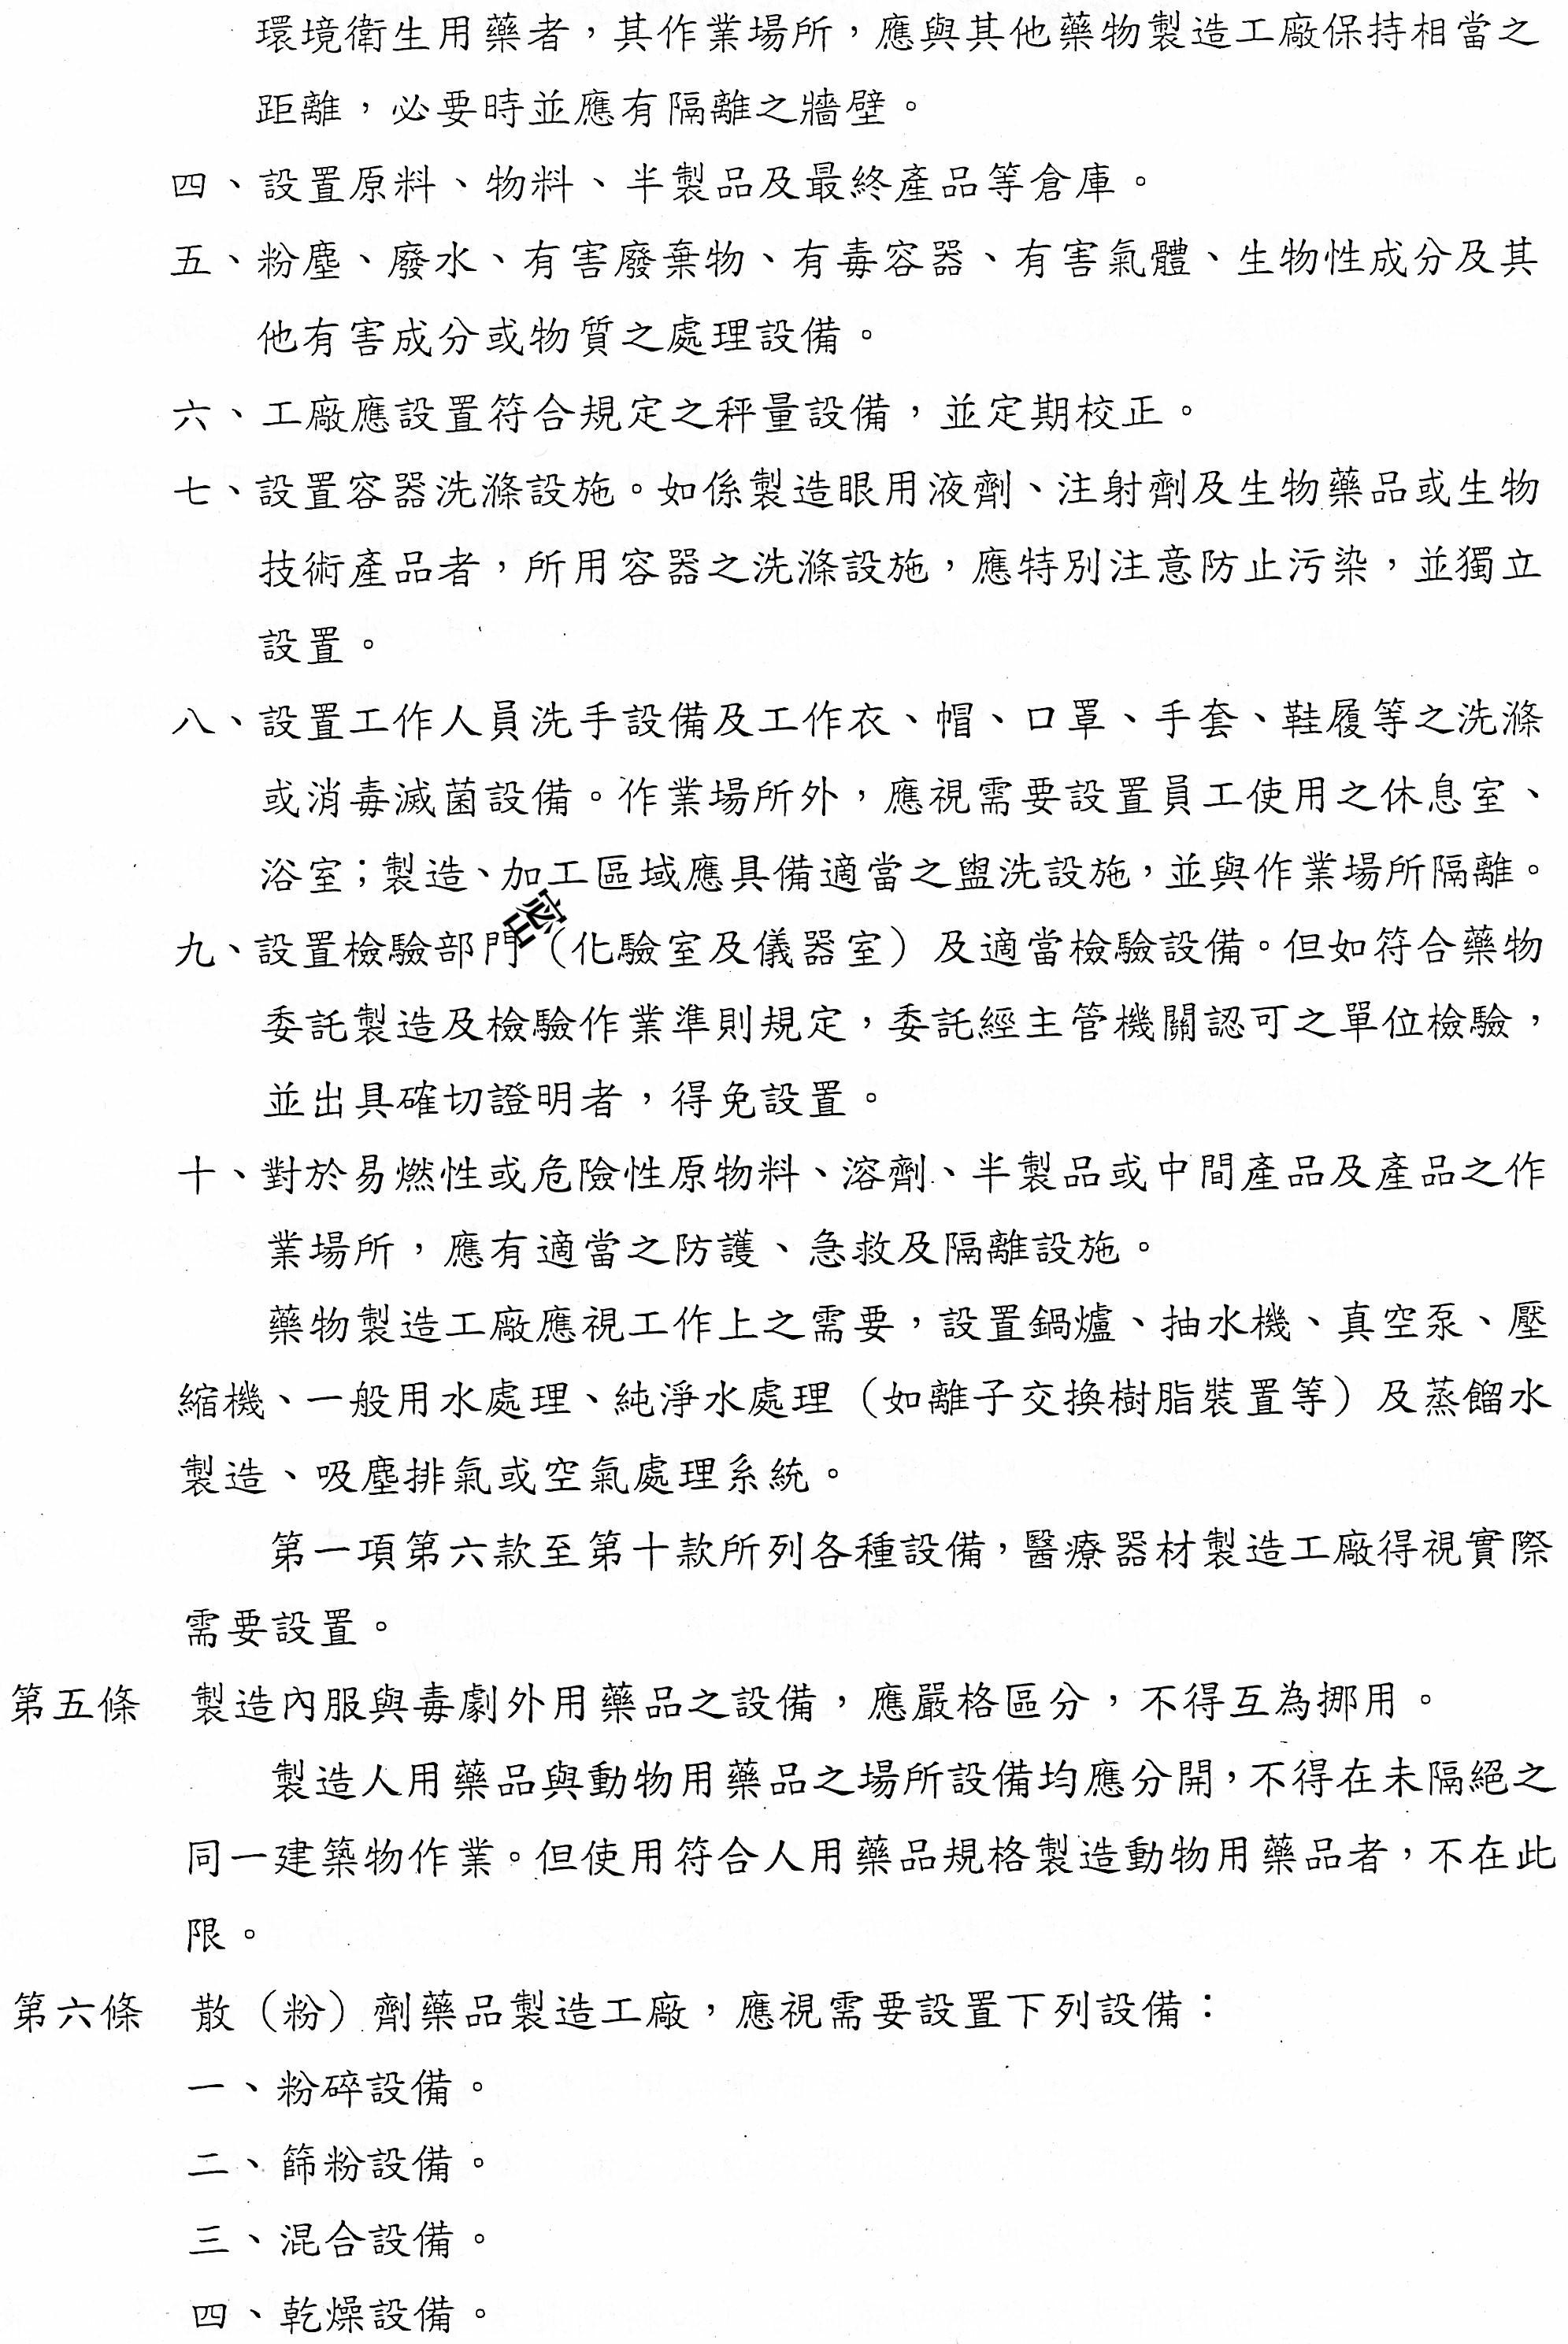 環境衛生用藥者，其作業場所，應與其他藥物製造工廠保持相當之
距離，必要時並應有隔離之牆壁。
四、設置原料、物料、半製品及最終產品等倉庫。
五、粉塵、廢水、有害廢棄物、有毒容器、有害氣體、生物性成分及其
他有害成分或物質之處理設備。
六、工廠應設置符合規定之秤量設備，並定期校正。
七、設置容器洗滌設施。如係製造眼用液劑、注射劑及生物藥品或生物
技術產品者，所用容器之洗滌設施，應特別注意防止污染，並獨立
設置。
八、設置工作人員洗手設備及工作衣、帽、口罩、手套、鞋履等之洗滌
或消毒滅菌設備。作業場所外，應視需要設置員工使用之休息室、
浴室；製造、加工區域應具備適當之盥洗設施，並與作業場所隔離。
密
九、設置檢驗部門（化驗室及儀器室）及適當檢驗設備。但如符合藥物
委託製造及檢驗作業準則規定，委託經主管機關認可之單位檢驗，
並出具確切證明者，得免設置。
十、對於易燃性或危險性原物料、溶劑、半製品或中間產品及產品之作
業場所，應有適當之防護、急救及隔離設施。
藥物製造工廠應視工作上之需要，設置鍋爐、抽水機、真空泵、壓
縮機、一般用水處理、純淨水處理（如離子交換樹脂裝置等）及蒸餾水
製造、吸塵排氣或空氣處理系統。
第一項第六款至第十款所列各種設備，醫療器材製造工廠得視實際
需要設置。
第五條 製造內服與毒劇外用藥品之設備，應嚴格區分，不得互為挪用。
製造人用藥品與動物用藥品之場所設備均應分開，不得在未隔絕之
同一建築物作業。但使用符合人用藥品規格製造動物用藥品者，不在此
限。
第六條 散（粉）劑藥品製造工廠，應視需要設置下列設備：
一、粉碎設備。
二、篩粉設備。
三、混合設備。
四、乾燥設備。